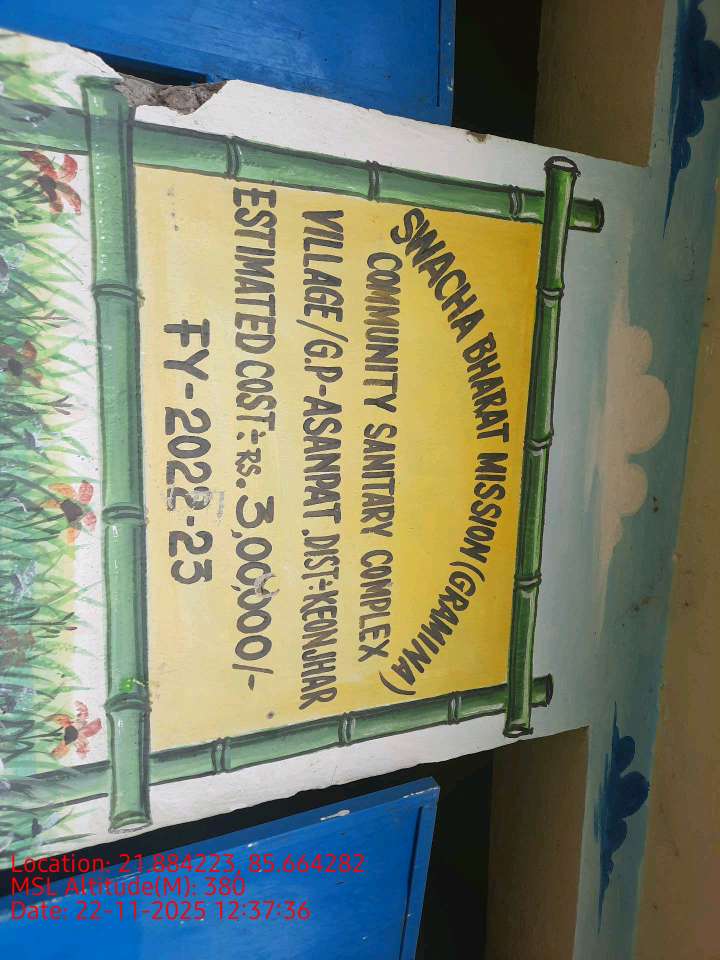 SWACHA BHARAT MISSION (GRAMINA)
COMMUNITY SANITARY COMPLEX
VILLAGE/G.P-ASANPAT.DIST:-KEONJHAR
ESTIMATED COST:- RS. 3,00,000/-
FY-2022-23
Location: 21.884223, 85.664282
MSL Altitude(M): 380
Date: 22-11-2025 12:37:36